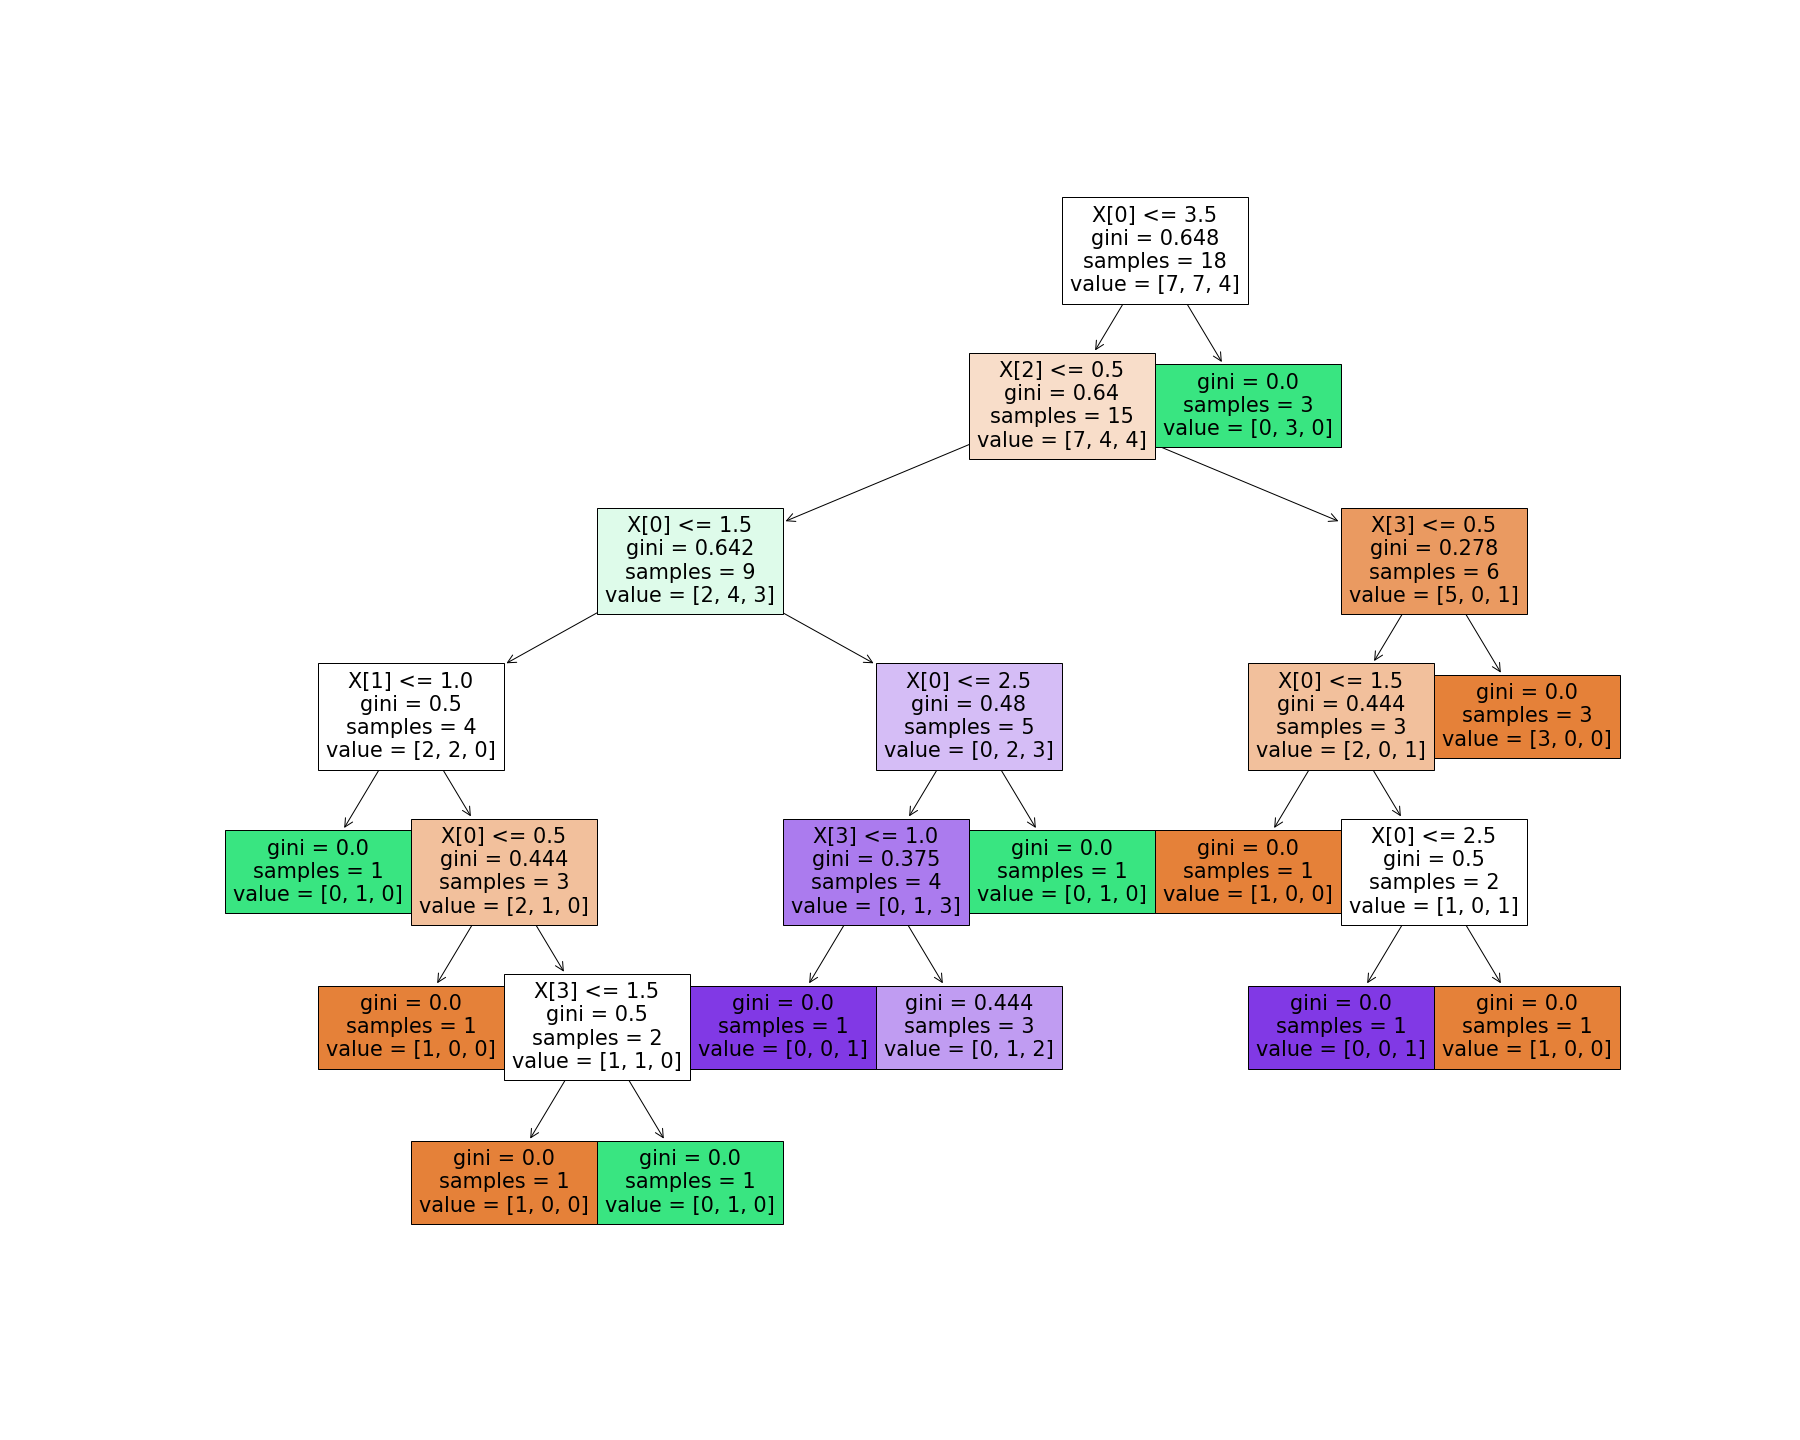 X[0] <= 3.5
gini = 0.648
samples = 18
value = [7, 7, 4]
X[2] <= 0.5
gini = 0.64
samples = 15
value = [7, 4, 4]
gini = 0.0
samples = 3
value = [0, 3, 0]
X[0] <= 1.5
gini = 0.642
samples = 9
value = [2, 4, 3]
X[3] <= 0.5
gini = 0.278
samples = 6
value = [5, 0, 1]
X[1] <= 1.0
gini = 0.5
samples = 4
value = [2, 2, 0]
X[0] <= 2.5
gini = 0.48
samples = 5
value = [0, 2, 3]
X[0] <= 1.5
gini = 0.444
samples = 3
value = [2, 0, 1]
gini = 0.0
samples = 3
value = [3, 0, 0]
gini = 0.0
samples = 1
value = [0, 1, 0]
X[0] <= 0.5
gini = 0.444
samples = 3
value = [2, 1, 0]
X[3] <= 1.0
gini = 0.375
samples = 4
value = [0, 1, 3]
gini = 0.0
samples = 1
value = [0, 1, 0]
gini = 0.0
samples = 1
value = [1, 0, 0]
X[0] <= 2.5
gini = 0.5
samples = 2
value = [1, 0, 1]
gini = 0.0
samples = 1
value = [1, 0, 0]
X[3] <= 1.5
gini = 0.5
samples = 2
value = [1, 1, 0]
gini = 0.0
samples = 1
value = [0, 0, 1]
gini = 0.444
samples = 3
value = [0, 1, 2]
gini = 0.0
samples = 1
value = [0, 0, 1]
gini = 0.0
samples = 1
value = [1, 0, 0]
gini = 0.0
samples = 1
value = [1, 0, 0]
gini = 0.0
samples = 1
value = [0, 1, 0]